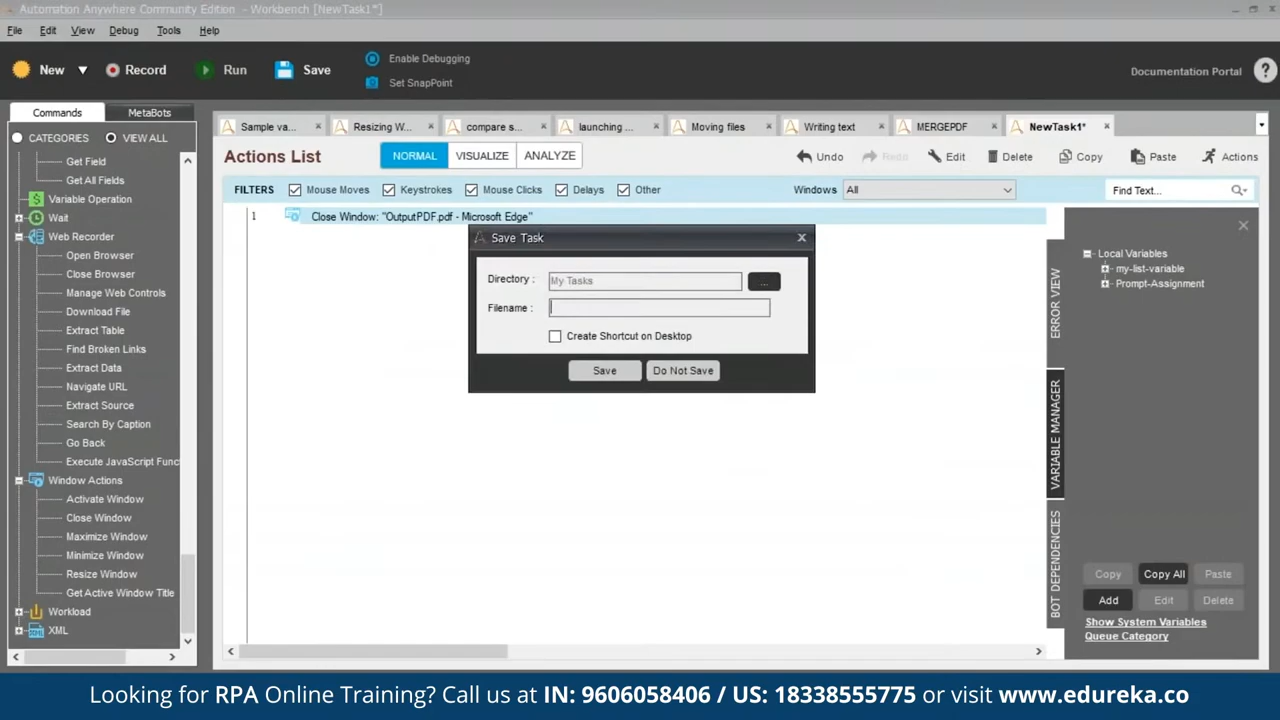 Automation Anywhere Community Edition - Workbench [NewTask1.*]
File Edit View Debug Tools Help
New Record Run Save Enable Debugging
Set SnapPoint
Documentation Portal ?
Commands MetaBots
CATEGORIES VIEW ALL
Get Field
Get All Fields
Variable Operation
Wait
Web Recorder
Open Browser
Close Browser
Manage Web Controls
Download File
Extract Table
Find Broken Links
Extract Data
Navigate URL
Extract Source
Search By Caption
Go Back
Execute JavaScript Func
Window Actions
Activate Window
Close Window
Maximize Window
Minimize Window
Resize Window
Get Active Window Title
Workload
XML
Sample va... Resizing W... compare s... launching ... Moving files Writing text MERGEPDF NewTask1*
Actions List NORMAL VISUALIZE ANALYZE Undo Redo Edit Delete Copy Paste Actions
FILTERS Mouse Moves Keystrokes Mouse Clicks Delays Other Windows All Find Text...
1 Close Window: "OutputPDF.pdf - Microsoft Edge"
Save Task
Directory : My Tasks ...
Filename :
Create Shortcut on Desktop
Save Do Not Save
ERROR VIEW
VARIABLE MANAGER
BOT DEPENDENCIES
Local Variables
my-list-variable
Prompt-Assignment
Copy Copy All Paste
Add Edit Delete
Show System Variables
Queue Category
Looking for RPA Online Training? Call us at IN: 9606058406 / US: 18338555775 or visit www.edureka.co